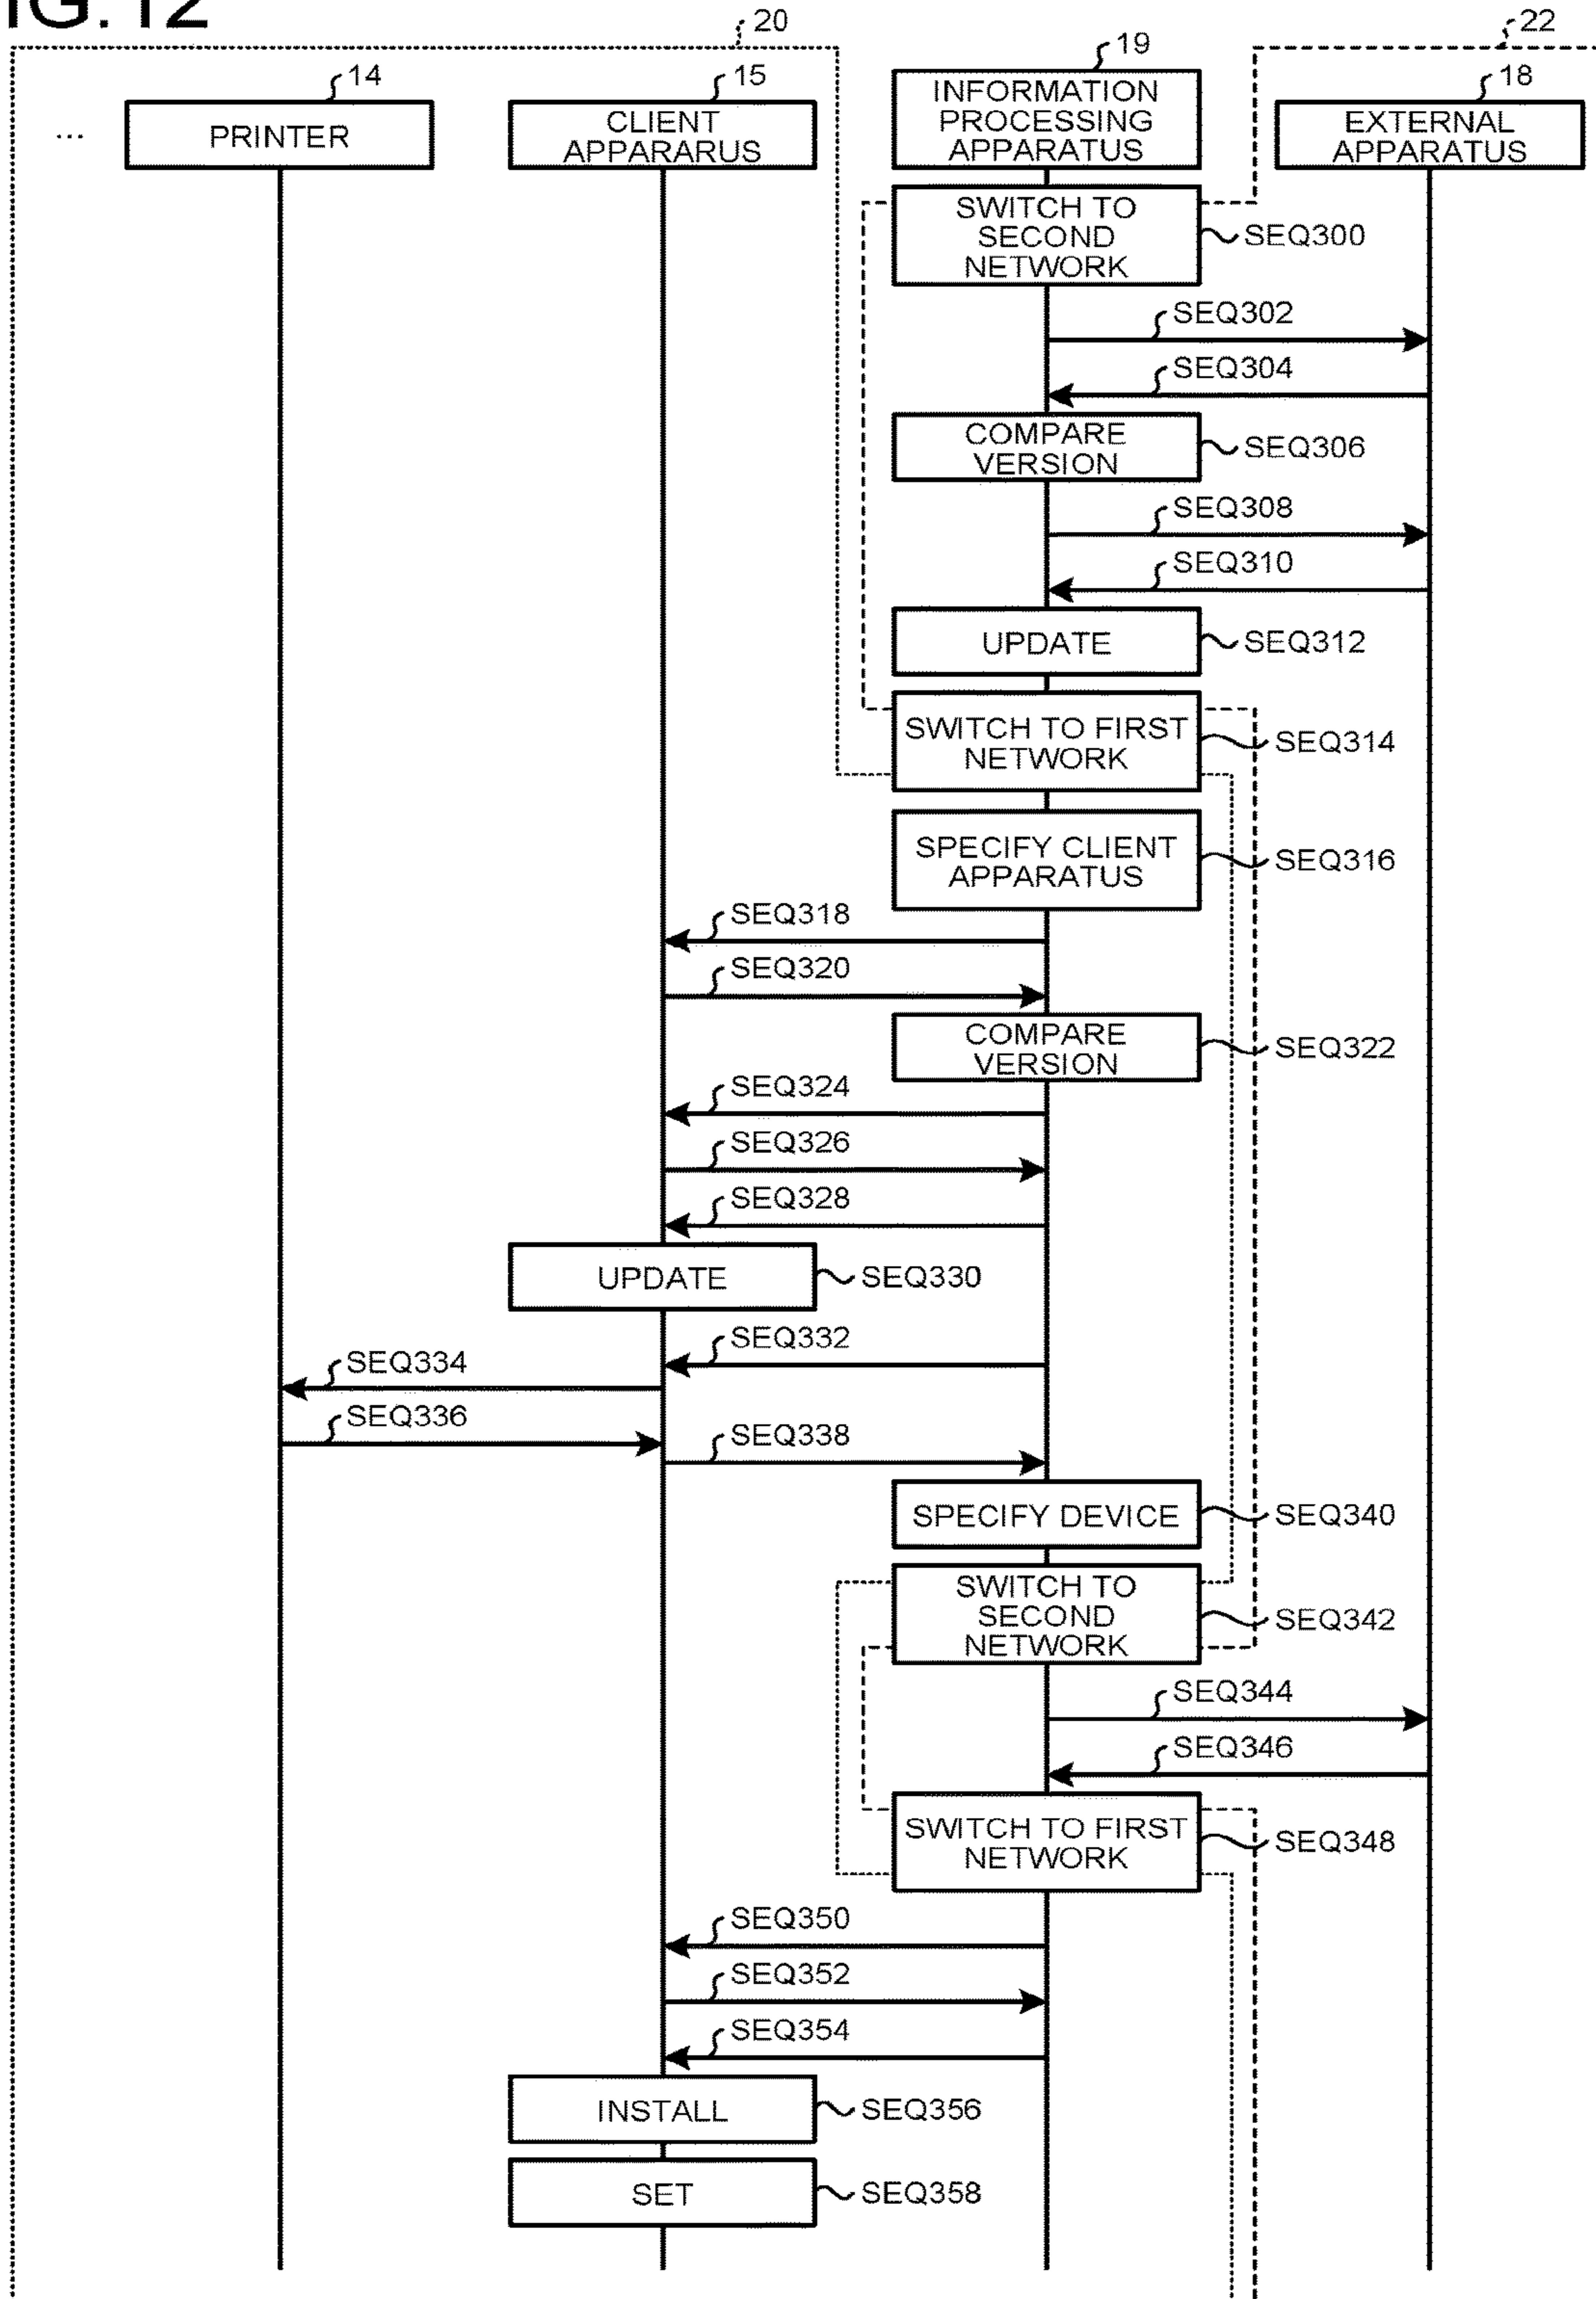 IG.12
20
22
19
14
15
18
...
PRINTER
CLIENT
APPARARUS
INFORMATION
PROCESSING
APPARATUS
EXTERNAL
APPARATUS
SWITCH TO
SECOND
NETWORK
SEQ300
SEQ302
SEQ304
COMPARE
VERSION
SEQ306
SEQ308
SEQ310
UPDATE
SEQ312
SWITCH TO FIRST
NETWORK
SEQ314
SPECIFY CLIENT
APPARATUS
SEQ316
SEQ318
SEQ320
COMPARE
VERSION
SEQ322
SEQ324
SEQ326
SEQ328
UPDATE
SEQ330
SEQ332
SEQ334
SEQ336
SEQ338
SPECIFY DEVICE
SEQ340
SWITCH TO
SECOND
NETWORK
SEQ342
SEQ344
SEQ346
SWITCH TO FIRST
NETWORK
SEQ348
SEQ350
SEQ352
SEQ354
INSTALL
SEQ356
SET
SEQ358